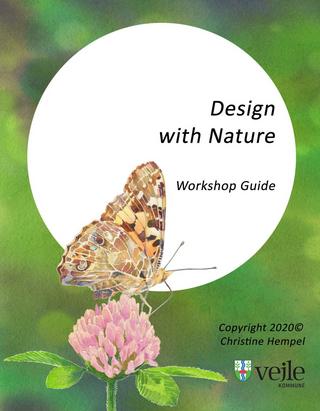 Design
with Nature
Workshop Guide
Copyright 2020©
Christine Hempel
vejle
KOMMUNE